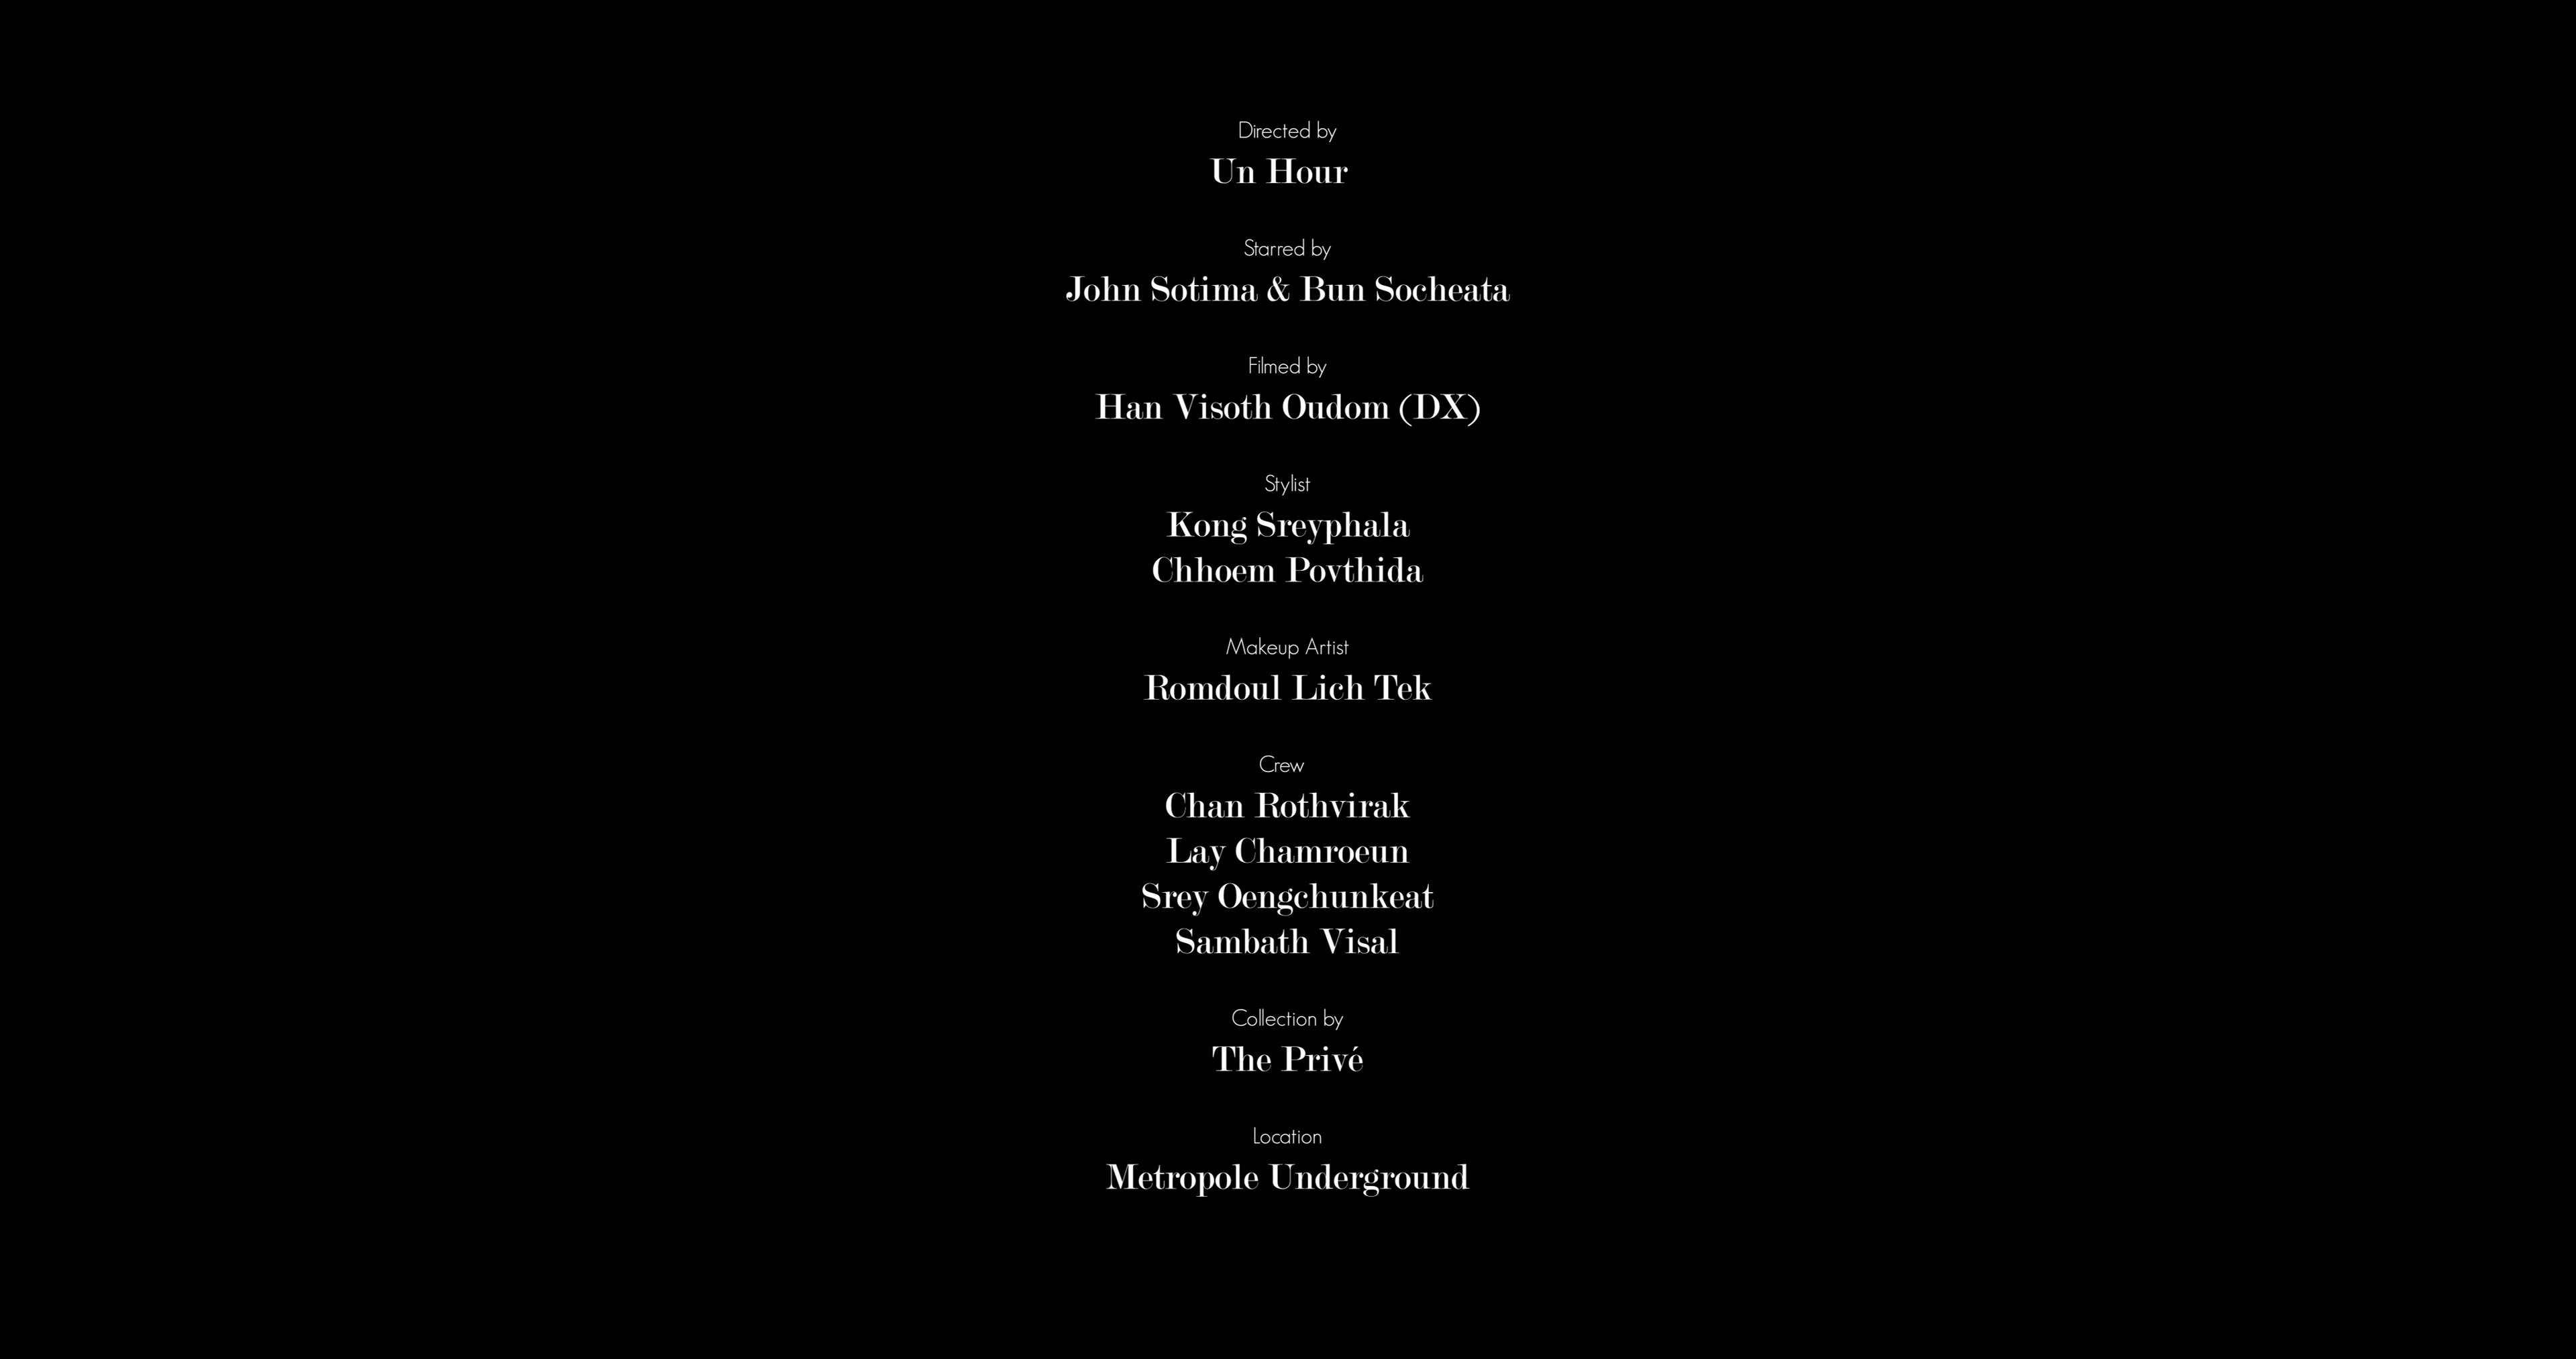 Directed by
Un Hour
Starred by
John Sotima & Bun Socheata
Filmed by
Han Visoth Oudom (DX)
Stylist
Kong Sreyphala
Chhoem Povthida
Makeup Artist
Romdoul Lich Tek
Crew
Chan Rothvirak
Lay Chamroeun
Srey Oengchunkeat
Sambath Visal
Collection by
The Privé
Location
Metropole Underground